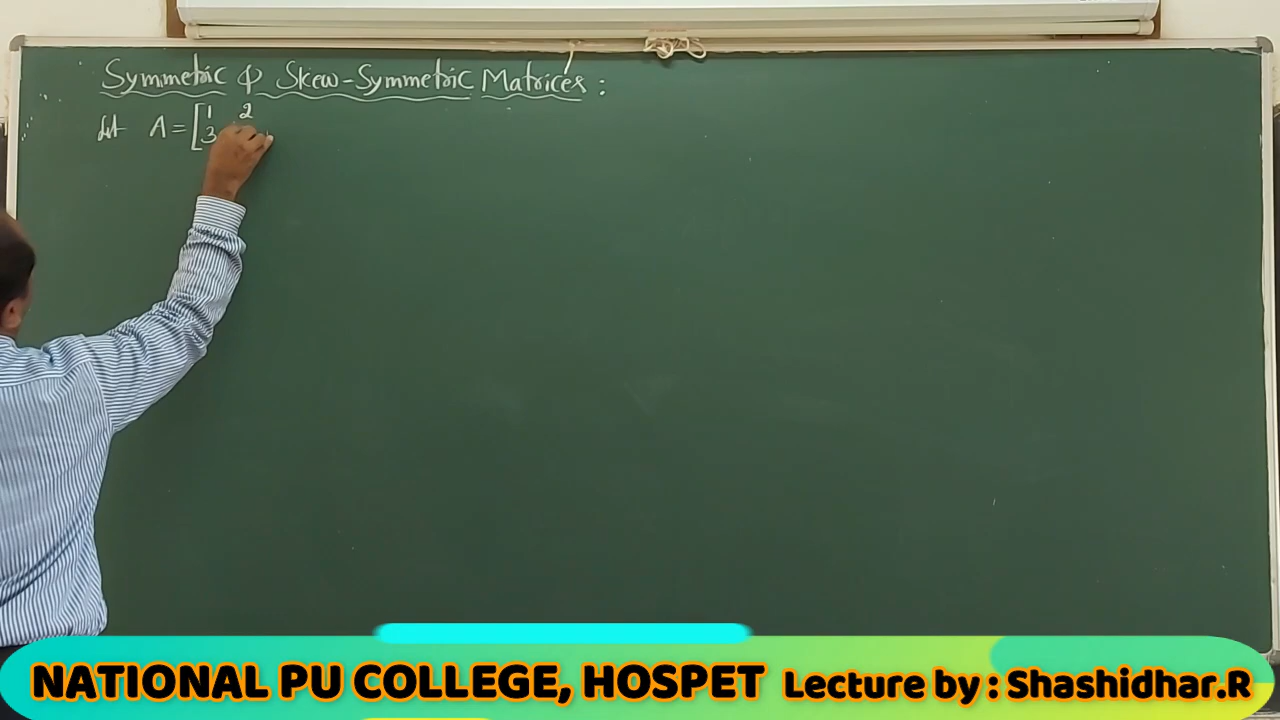 Symmetric & Skew-Symmetric Matrices :
Let A = [1 2
3
NATIONAL PU COLLEGE, HOSPET Lecture by : Shashidhar.R